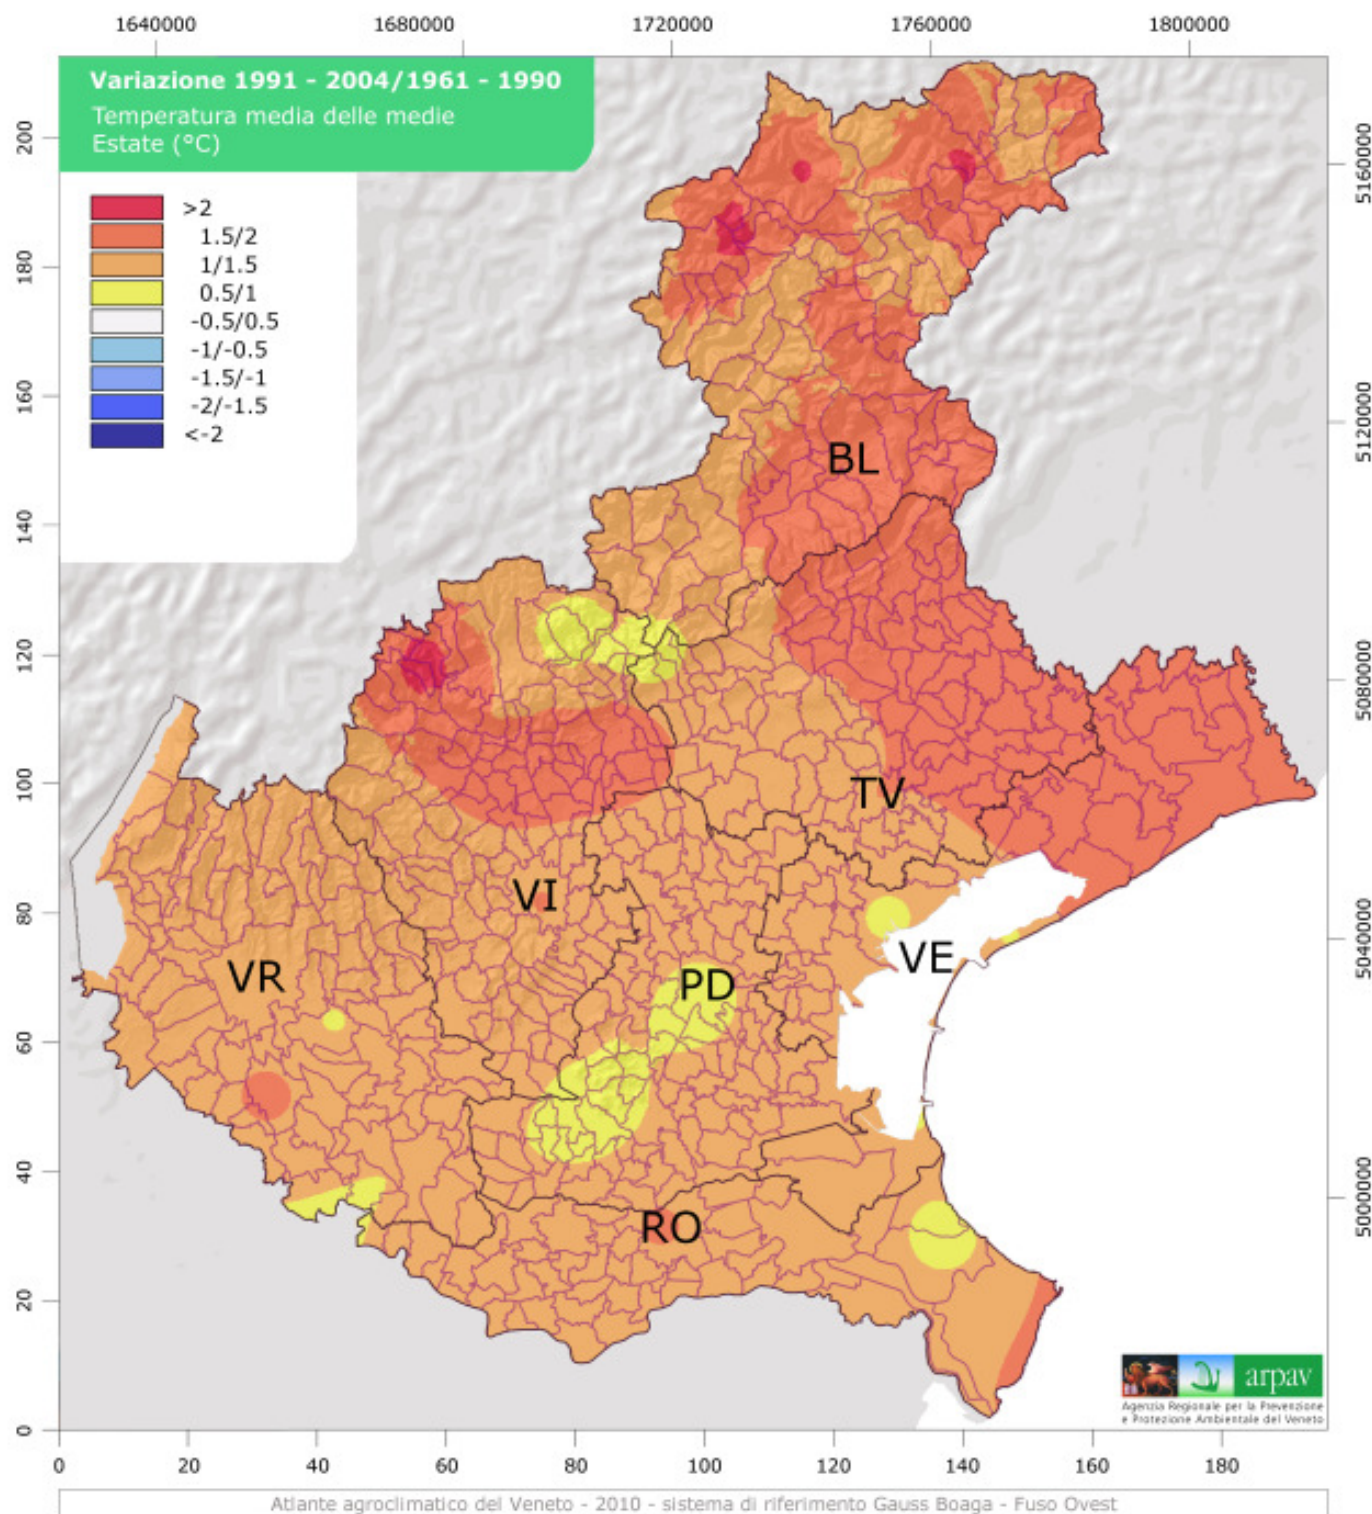 1640000 1680000 1720000 1760000 1800000
Variazione 1991 - 2004/1961 - 1990
Temperatura media delle medie
Estate (°C)
>2
1.5/2
1/1.5
0.5/1
-0.5/0.5
-1/-0.5
-1.5/-1
-2/-1.5
<-2
200
180
160
140
120
100
80
60
40
20
0
5160000
5120000
5080000
5040000
5000000
BL
TV
VI
VE
VR
PD
RO
arpav
Agenzia Regionale per la Prevenzione
e Protezione Ambientale del Veneto
0 20 40 60 80 100 120 140 160 180
Atlante agroclimatico del Veneto - 2010 - sistema di riferimento Gauss Boaga - Fuso Ovest